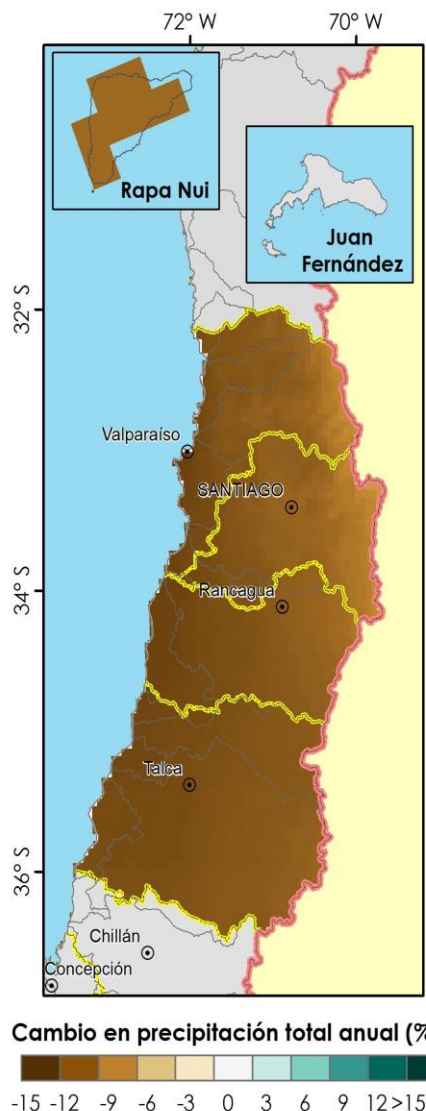 72° W 70° W
Rapa Nui
Juan
Fernández
32° S
Valparaíso
SANTIAGO
34° S
Rancagua
Talca
36° S
Chillán
Concepción
Cambio en precipitación total anual (%
-15 -12 -9 -6 -3 0 3 6 9 12 >15